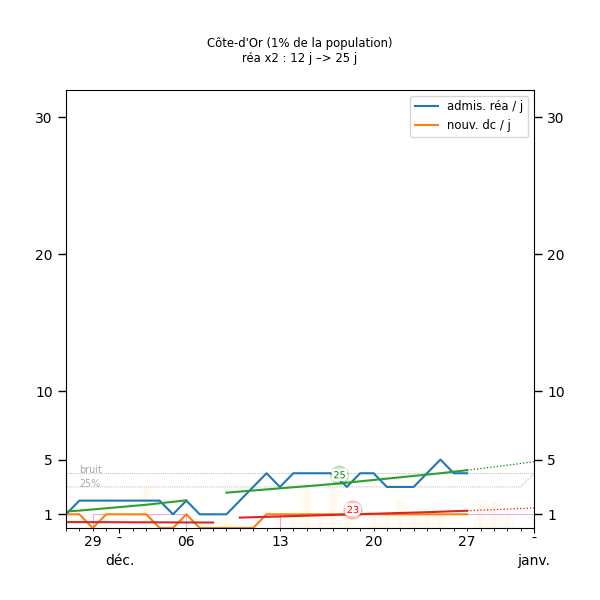 Côte-d'Or (1% de la population)
réa x2 : 12 j –> 25 j
admis. réa / j
nouv. dc / j
30
30
20
20
10
10
5
5
1
1
bruit
25%
25
23
29
-
06
13
20
27
-
déc.
janv.